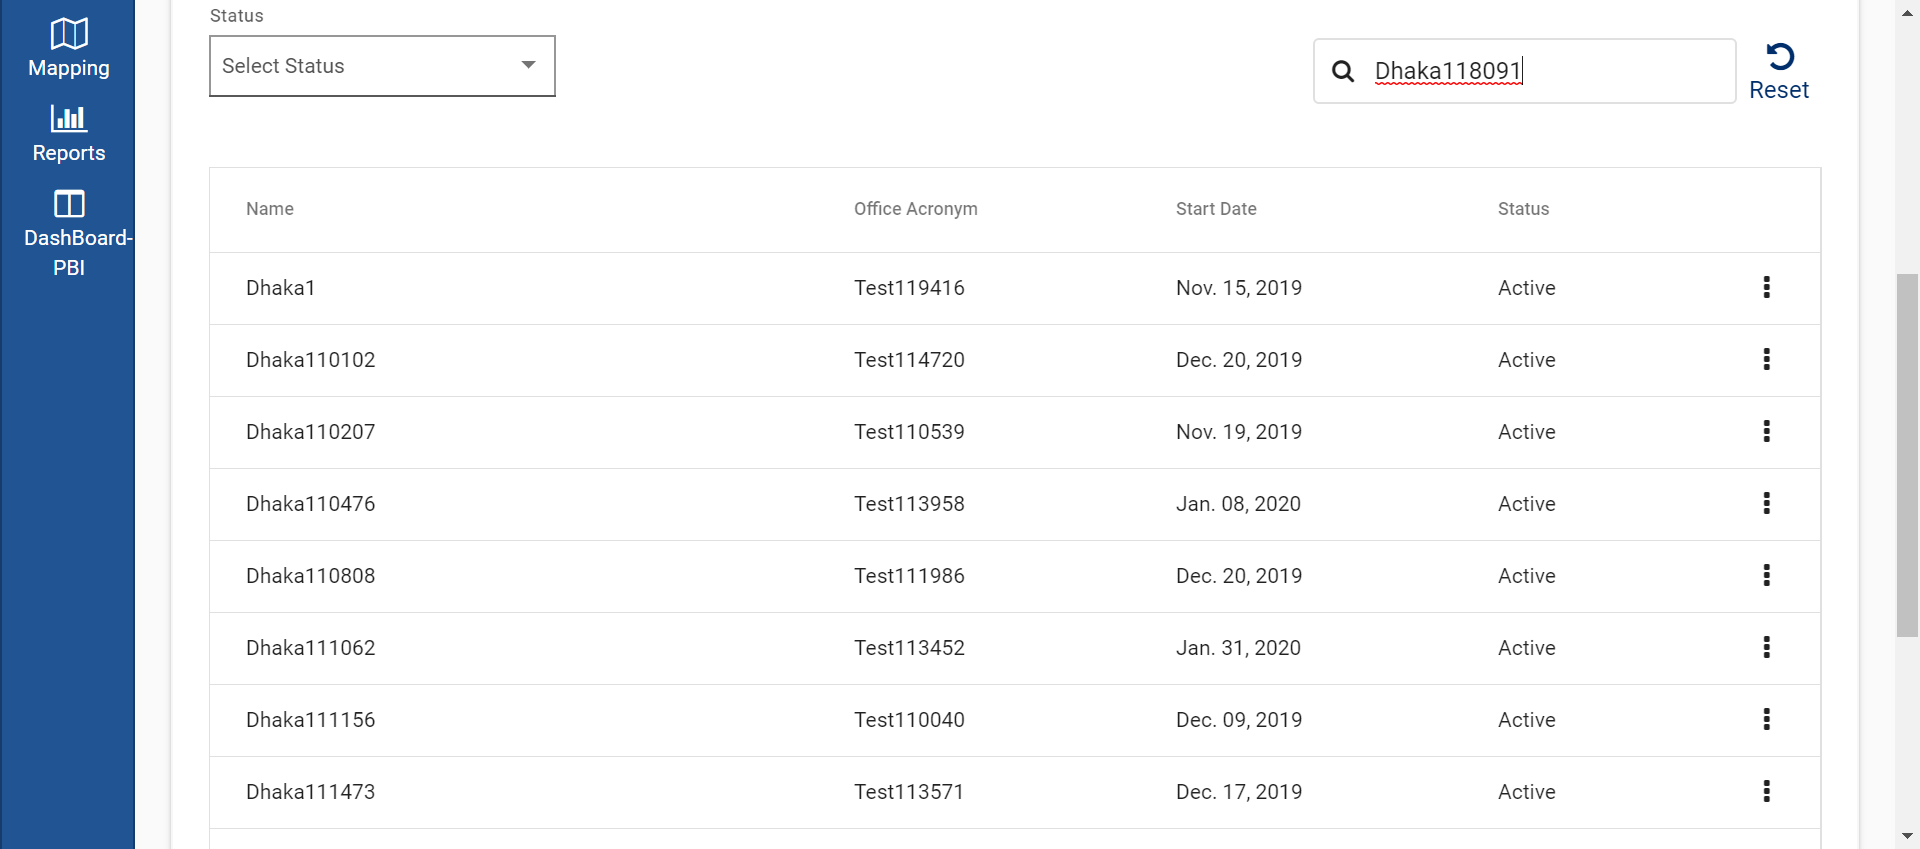 Mapping
Reports
DashBoard-
PBI
Status
Select Status
Dhaka118091
Reset
Name Office Acronym Start Date Status
Dhaka1 Test119416 Nov. 15, 2019 Active
Dhaka110102 Test114720 Dec. 20, 2019 Active
Dhaka110207 Test110539 Nov. 19, 2019 Active
Dhaka110476 Test113958 Jan. 08, 2020 Active
Dhaka110808 Test111986 Dec. 20, 2019 Active
Dhaka111062 Test113452 Jan. 31, 2020 Active
Dhaka111156 Test110040 Dec. 09, 2019 Active
Dhaka111473 Test113571 Dec. 17, 2019 Active